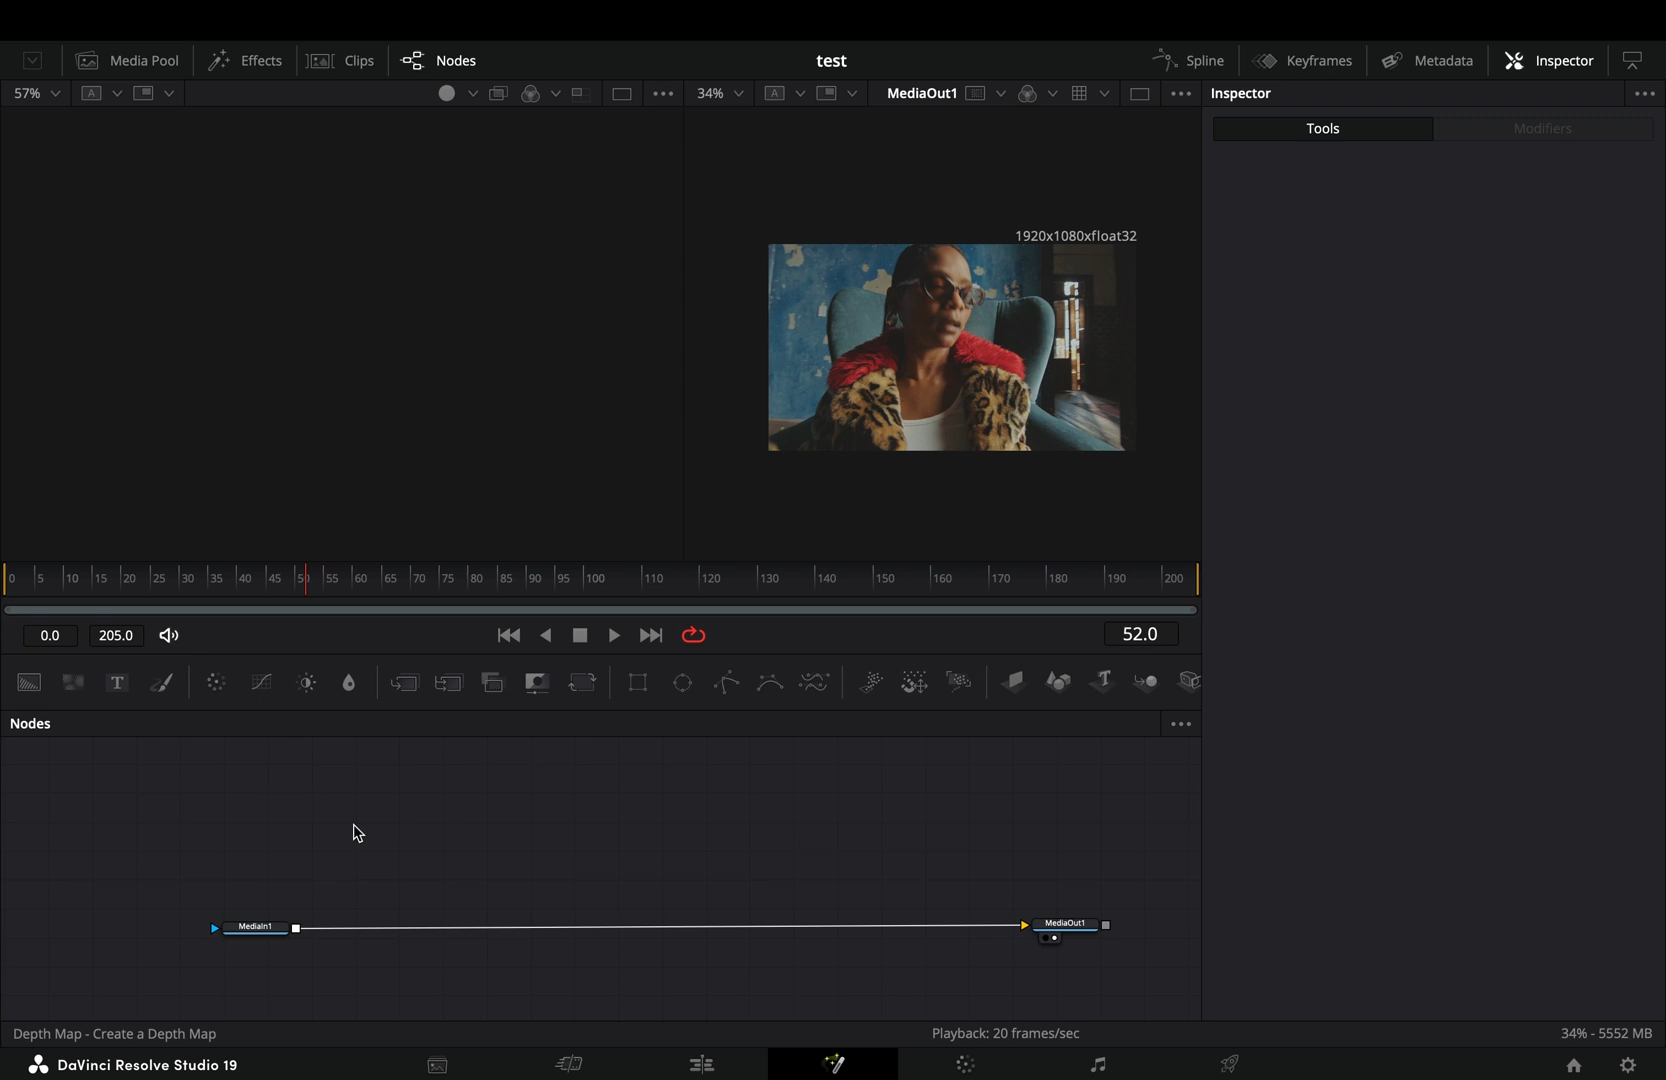 Media Pool
Effects
Clips
Nodes
test
Spline
Keyframes
Metadata
Inspector
57%
A
34%
A
MediaOut1
Inspector
Tools
Modifiers
1920x1080xfloat32
0 5 10 15 20 25 30 35 40 45 50 55 60 65 70 75 80 85 90 95 100 110 120 130 140 150 160 170 180 190 200
0.0
205.0
52.0
T
T
Nodes
MediaIn1
MediaOut1
Depth Map - Create a Depth Map
Playback: 20 frames/sec
34% - 5552 MB
DaVinci Resolve Studio 19